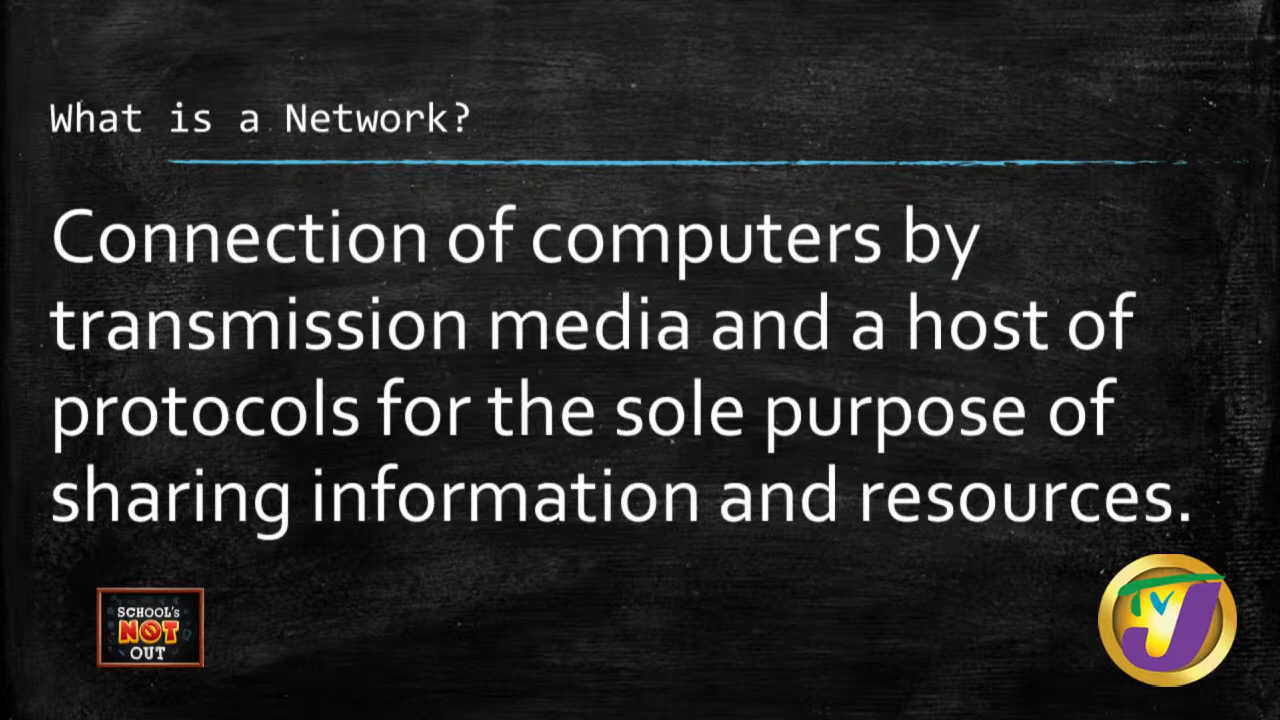 What is a Network?
Connection of computers by
transmission media and a host of
protocols for the sole purpose of
sharing information and resources.
SCHOOL's
NOT
OUT
TVJ